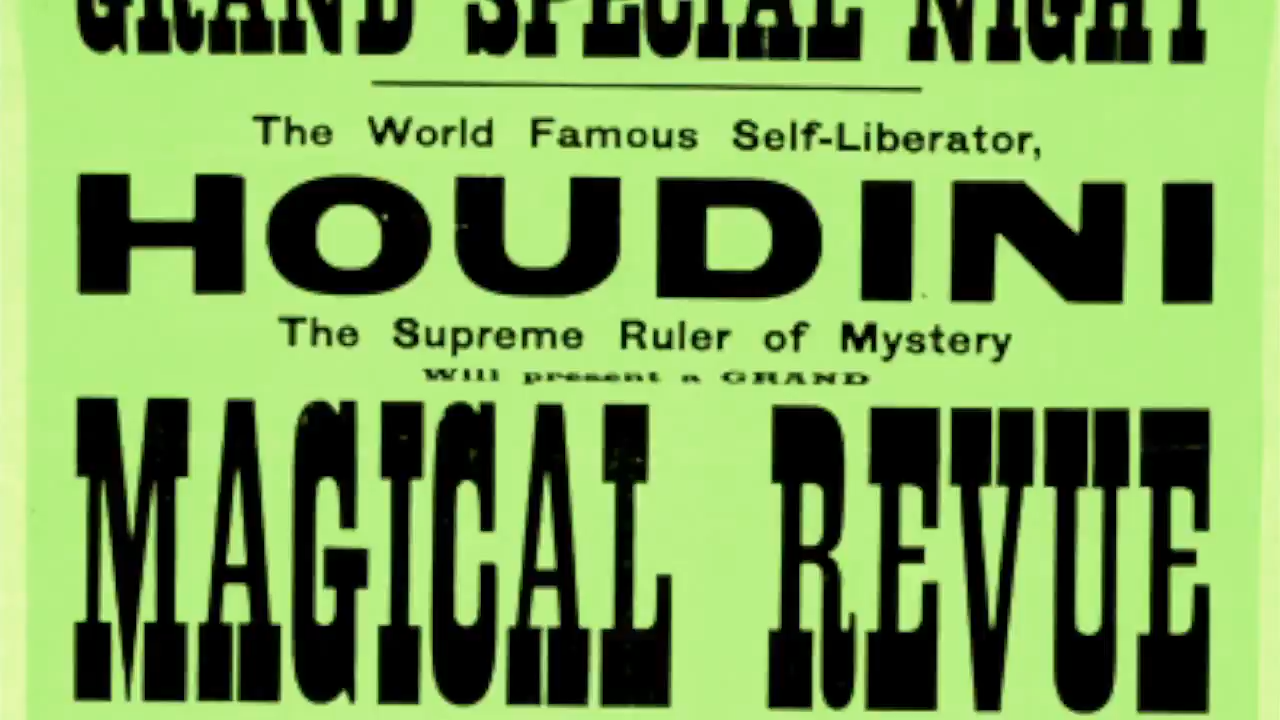 GRAND SPECIAL NIGHT
The World Famous Self-Liberator,
HOUDINI
The Supreme Ruler of Mystery
Will present a GRAND
MAGICAL REVUE